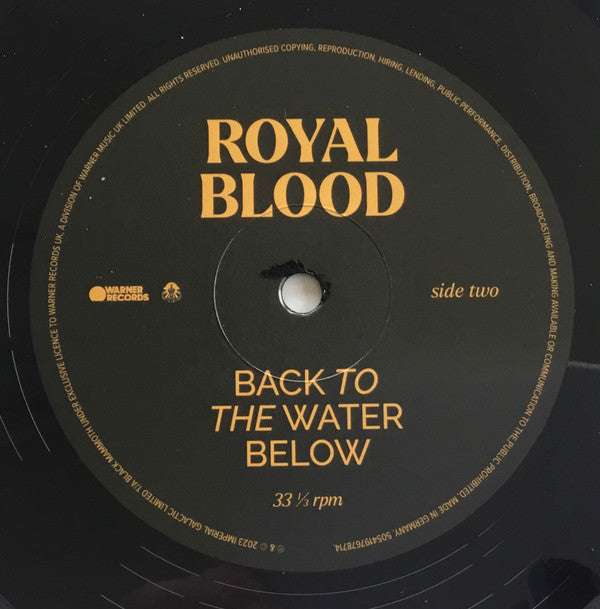 ROYAL
BLOOD
WARNER
RECORDS
side two
BACK TO
THE WATER
BELOW
33 ⅓ rpm
℗ & © 2023 IMPERIAL GALACTIC LIMITED T/A BLACK MAMMOTH UNDER EXCLUSIVE LICENCE TO WARNER RECORDS UK, A DIVISION OF WARNER MUSIC UK LIMITED. ALL RIGHTS RESERVED. UNAUTHORISED COPYING, REPRODUCTION, HIRING, LENDING, PUBLIC PERFORMANCE, DISTRIBUTION, BROADCASTING AND MAKING AVAILABLE OR COMMUNICATION TO THE PUBLIC PROHIBITED. MADE IN GERMANY. 5054197678714.